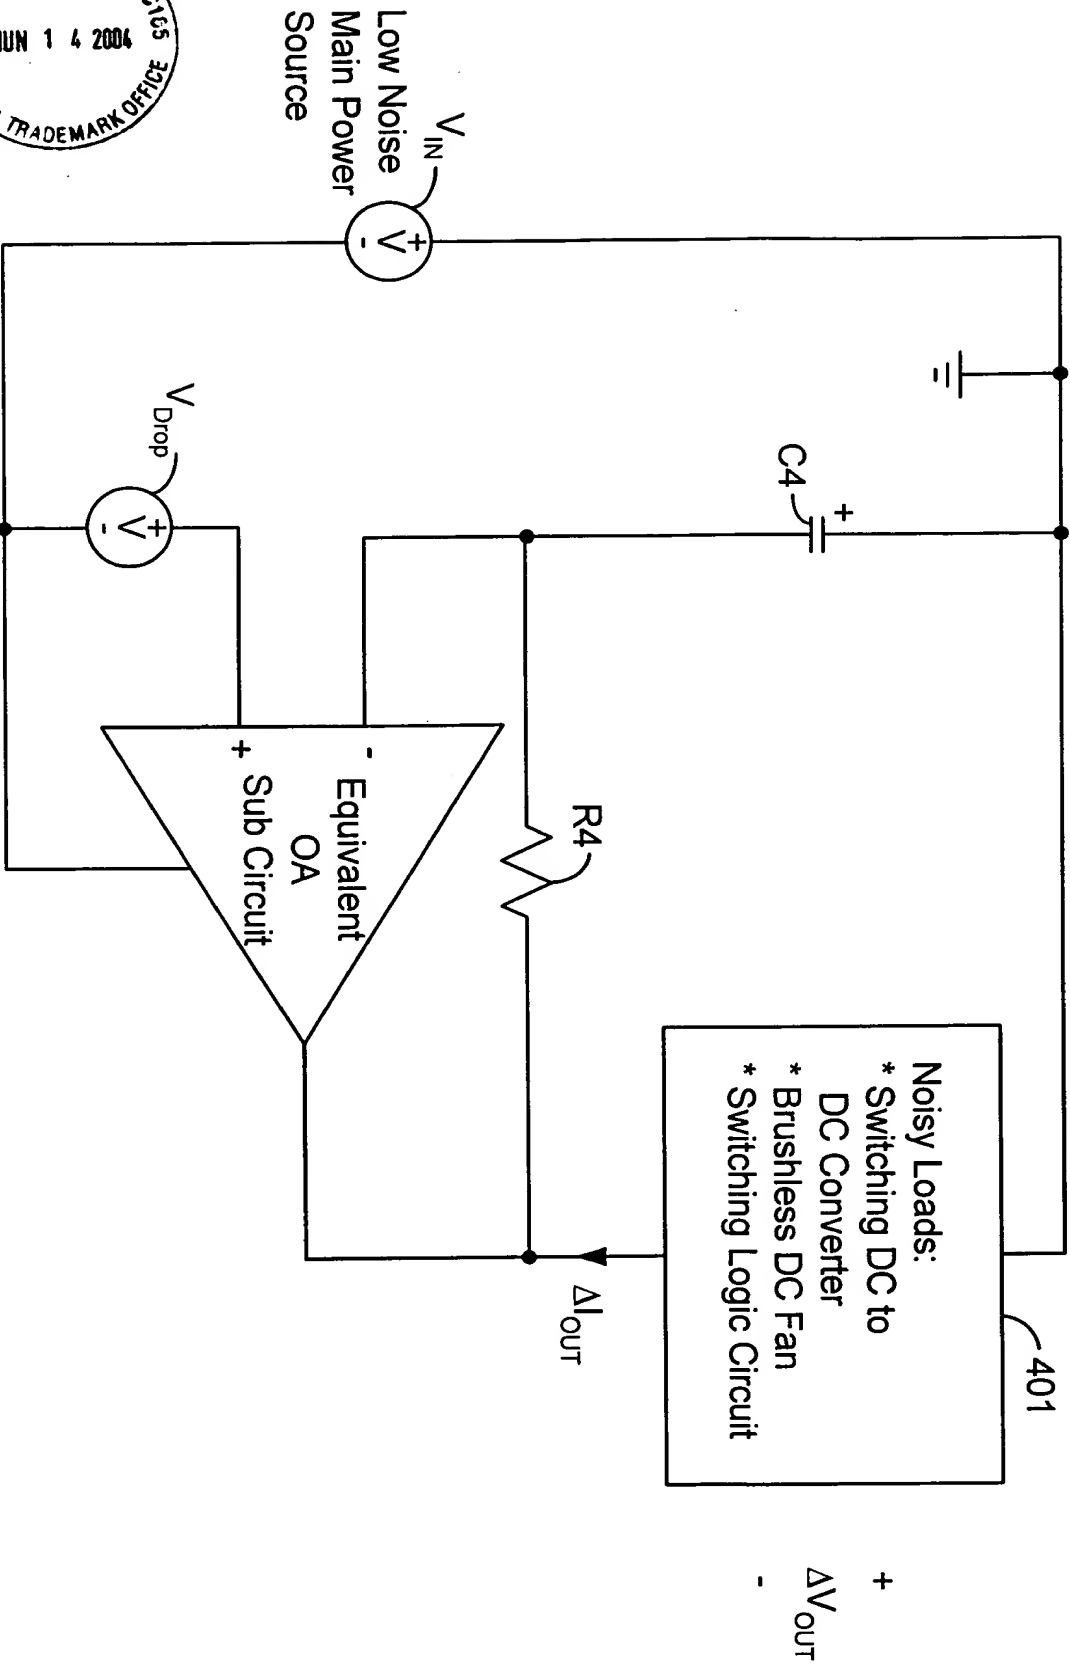 C165
JUN 1 4 2004
TRADEMARK OFFICE
Low Noise
Main Power
Source
V_IN
+
V
-
V_Drop
+
V
-
C4
+
R4
-
+
Equivalent
OA
Sub Circuit
Noisy Loads:
* Switching DC to
DC Converter
* Brushless DC Fan
* Switching Logic Circuit
401
ΔI_OUT
+
ΔV_OUT
-